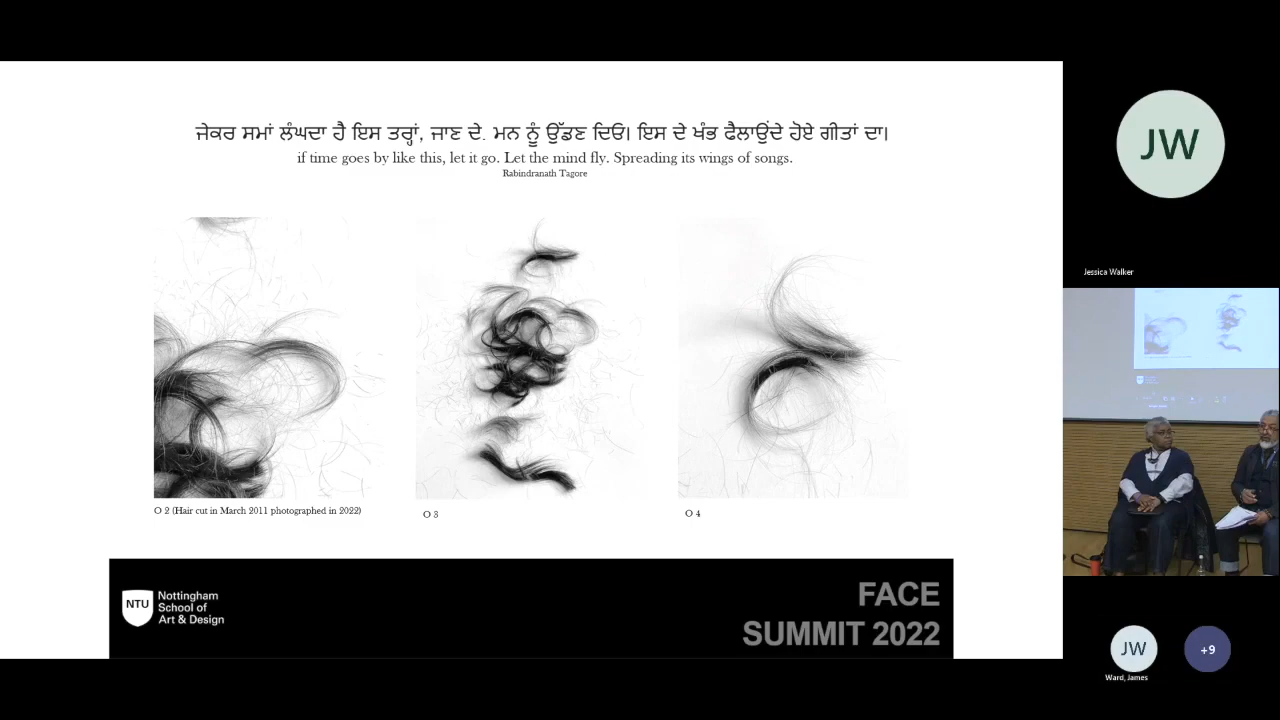 ਜੇਕਰ ਸਮਾਂ ਲੰਘਦਾ ਹੈ ਇਸ ਤਰ੍ਹਾਂ, ਜਾਣ ਦੇ. ਮਨ ਨੂੰ ਉੱਡਣ ਦਿਓ। ਇਸ ਦੇ ਖੰਭ ਫੈਲਾਉਂਦੇ ਹੋਏ ਗੀਤਾਂ ਦਾ।
if time goes by like this, let it go. Let the mind fly. Spreading its wings of songs.
Rabindranath Tagore
O 2 (Hair cut in March 2011 photographed in 2022)
O 3
O 4
NTU
Nottingham
School of
Art & Design
FACE
SUMMIT 2022
JW
Jessica Walker
JW
+9
Ward, James